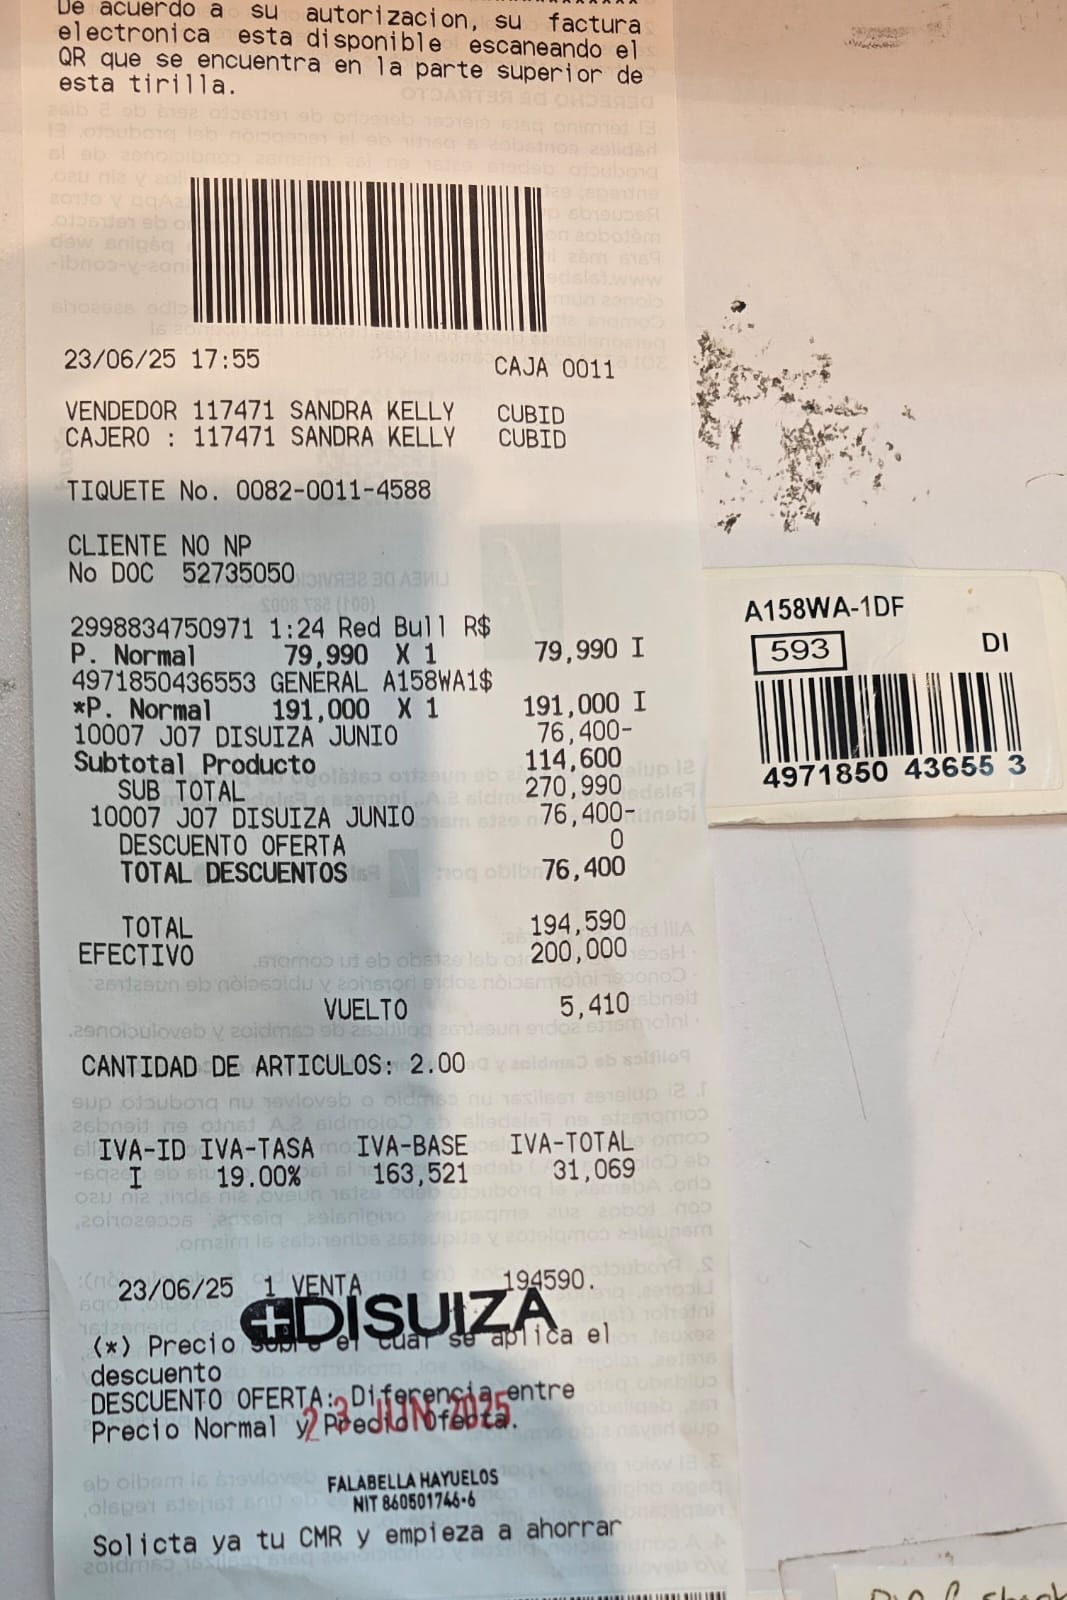 De acuerdo a su autorizacion, su factura
electronica esta disponible escaneando el
QR que se encuentra en la parte superior de
esta tirilla.
23/06/25 17:55 CAJA 0011
VENDEDOR 117471 SANDRA KELLY CUBID
CAJERO : 117471 SANDRA KELLY CUBID
TIQUETE No. 0082-0011-4588
CLIENTE NO NP
No DOC 52735050
2998834750971 1:24 Red Bull R$
P. Normal 79,990 X 1 79,990 I
4971850436553 GENERAL A158WA1$
*P. Normal 191,000 X 1 191,000 I
10007 J07 DISUIZA JUNIO 76,400-
Subtotal Producto 114,600
SUB TOTAL 270,990
10007 J07 DISUIZA JUNIO 76,400-
DESCUENTO OFERTA 0
TOTAL DESCUENTOS 76,400
TOTAL 194,590
EFECTIVO 200,000
VUELTO 5,410
CANTIDAD DE ARTICULOS: 2.00
IVA-ID IVA-TASA IVA-BASE IVA-TOTAL
I 19.00% 163,521 31,069
23/06/25 1 VENTA 194590.
DISUIZA
(*) Precio sobre el cual se aplica el
descuento
DESCUENTO OFERTA: Diferencia entre
Precio Normal y Precio Oferta.
23 JUN 2025
FALABELLA HAYUELOS
NIT 860501746-6
Solicta ya tu CMR y empieza a ahorrar
A158WA-1DF
593 DI
4971850 43655 3